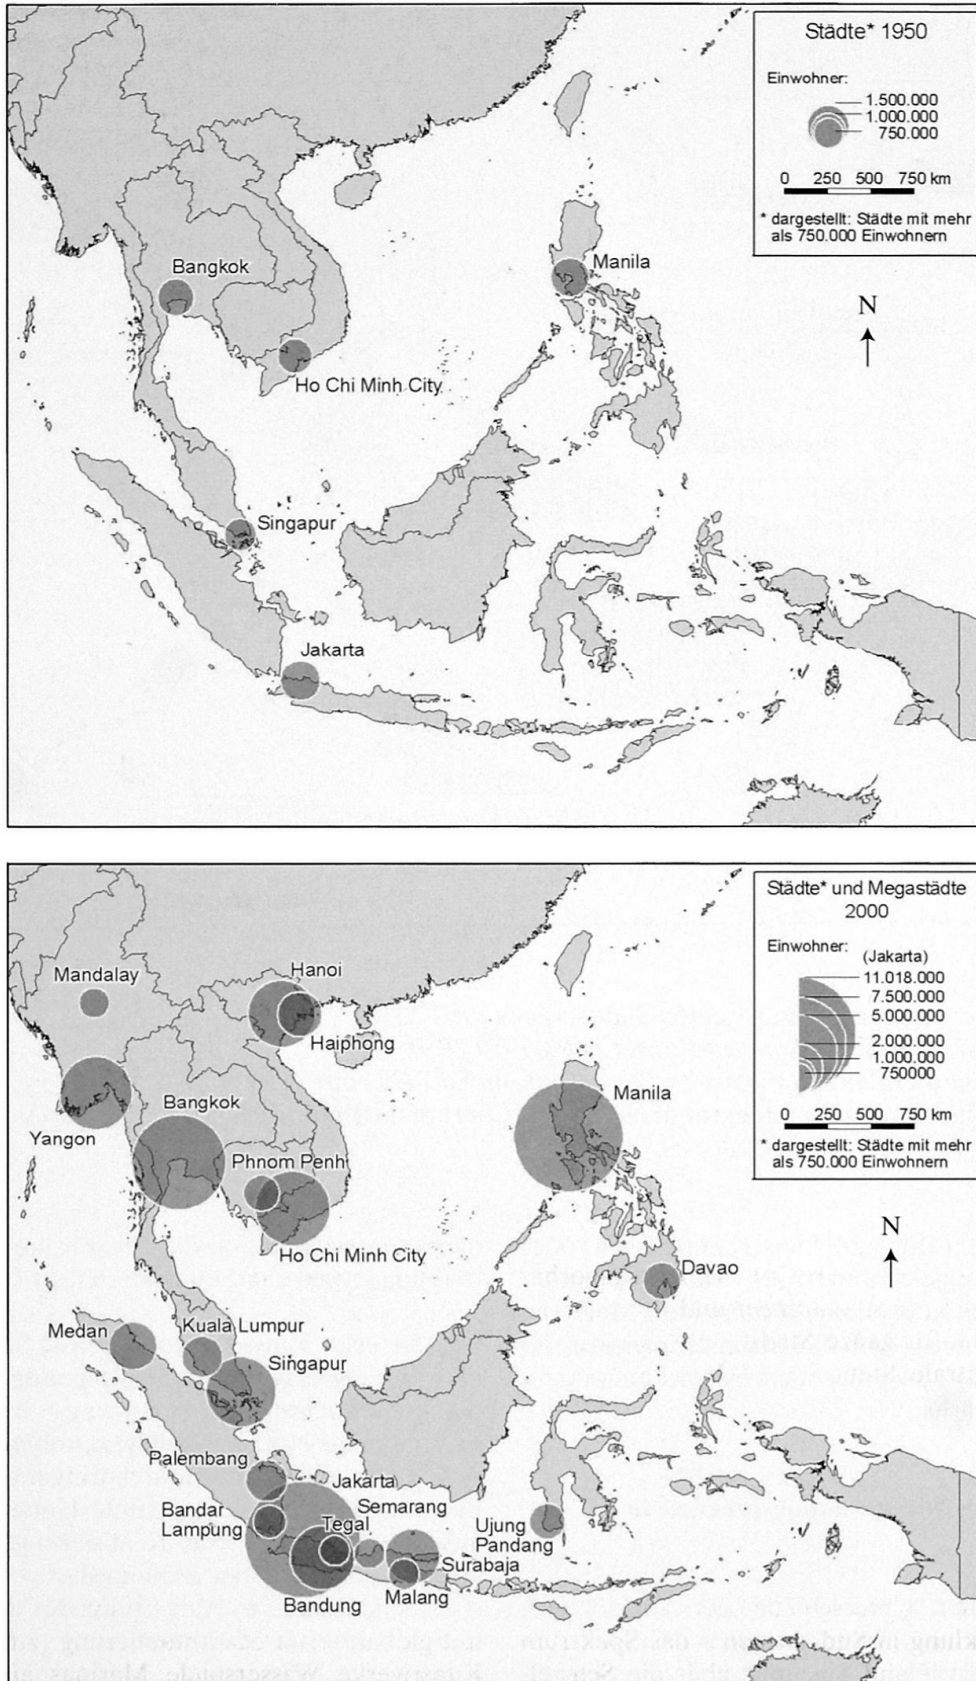 Städte* 1950
Einwohner:
1.500.000
1.000.000
750.000
0 250 500 750 km
* dargestellt: Städte mit mehr
als 750.000 Einwohnern
N
Bangkok
Manila
Ho Chi Minh City
Singapur
Jakarta
Städte* und Megastädte
2000
Einwohner:
(Jakarta)
11.018.000
7.500.000
5.000.000
2.000.000
1.000.000
750000
0 250 500 750 km
* dargestellt: Städte mit mehr
als 750.000 Einwohnern
N
Mandalay
Hanoi
Haiphong
Yangon
Bangkok
Manila
Phnom Penh
Ho Chi Minh City
Davao
Medan
Kuala Lumpur
Singapur
Palembang
Jakarta
Bandar
Lampung
Semarang
Tegal
Ujung
Pandang
Surabaja
Bandung
Malang